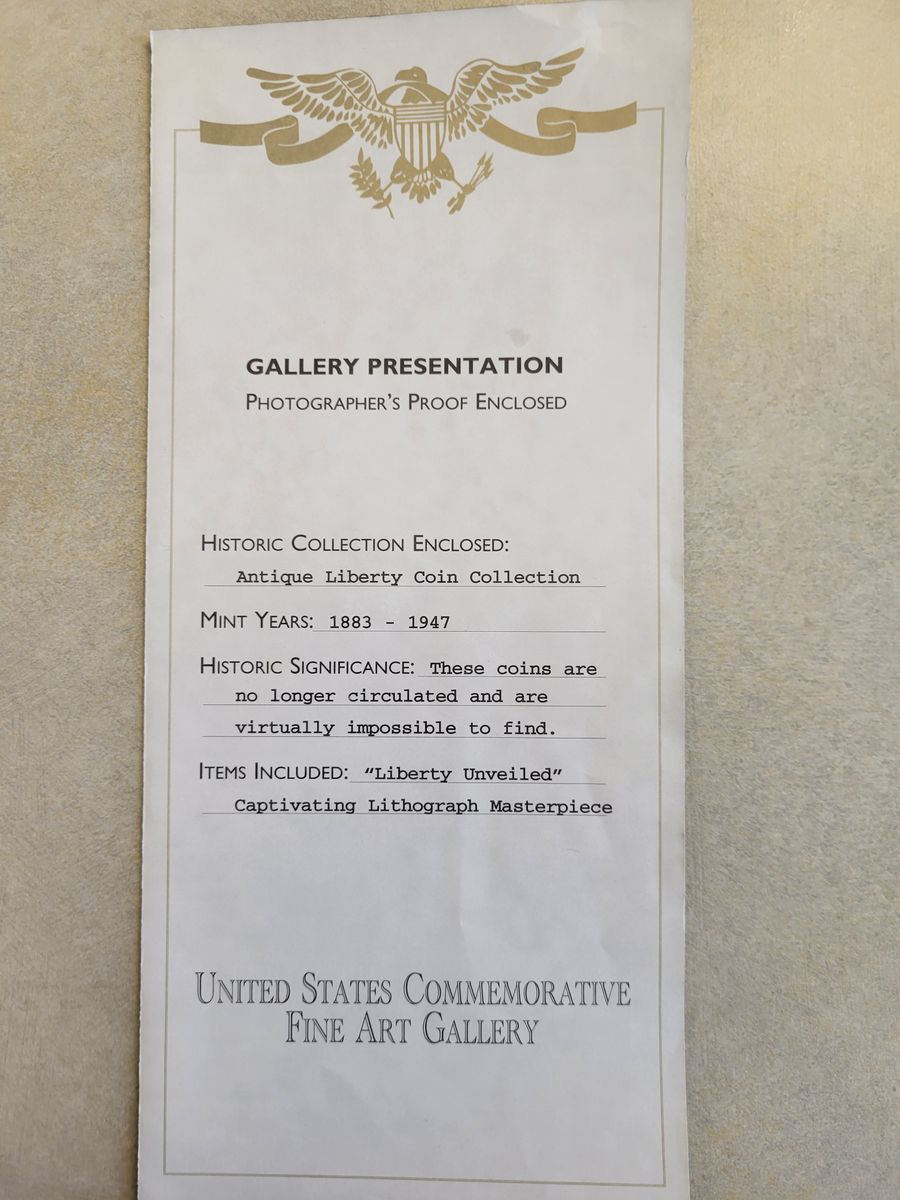 GALLERY PRESENTATION
PHOTOGRAPHER'S PROOF ENCLOSED
HISTORIC COLLECTION ENCLOSED:
Antique Liberty Coin Collection
MINT YEARS: 1883 - 1947
HISTORIC SIGNIFICANCE: These coins are
no longer circulated and are
virtually impossible to find.
ITEMS INCLUDED: "Liberty Unveiled"
Captivating Lithograph Masterpiece
UNITED STATES COMMEMORATIVE
FINE ART GALLERY